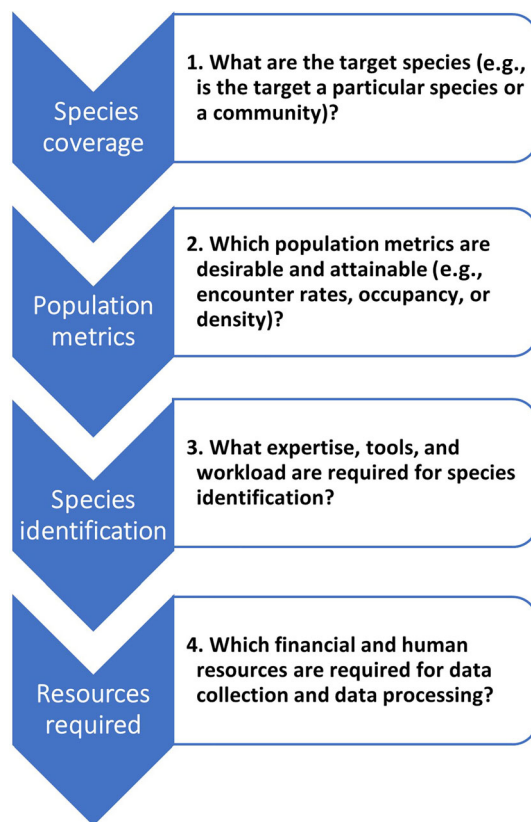 1. What are the target species (e.g.,
is the target a particular species or
a community)?
Species
coverage
2. Which population metrics are
desirable and attainable (e.g.,
encounter rates, occupancy, or
density)?
Population
metrics
3. What expertise, tools, and
workload are required for species
identification?
Species
identification
4. Which financial and human
resources are required for data
collection and data processing?
Resources
required